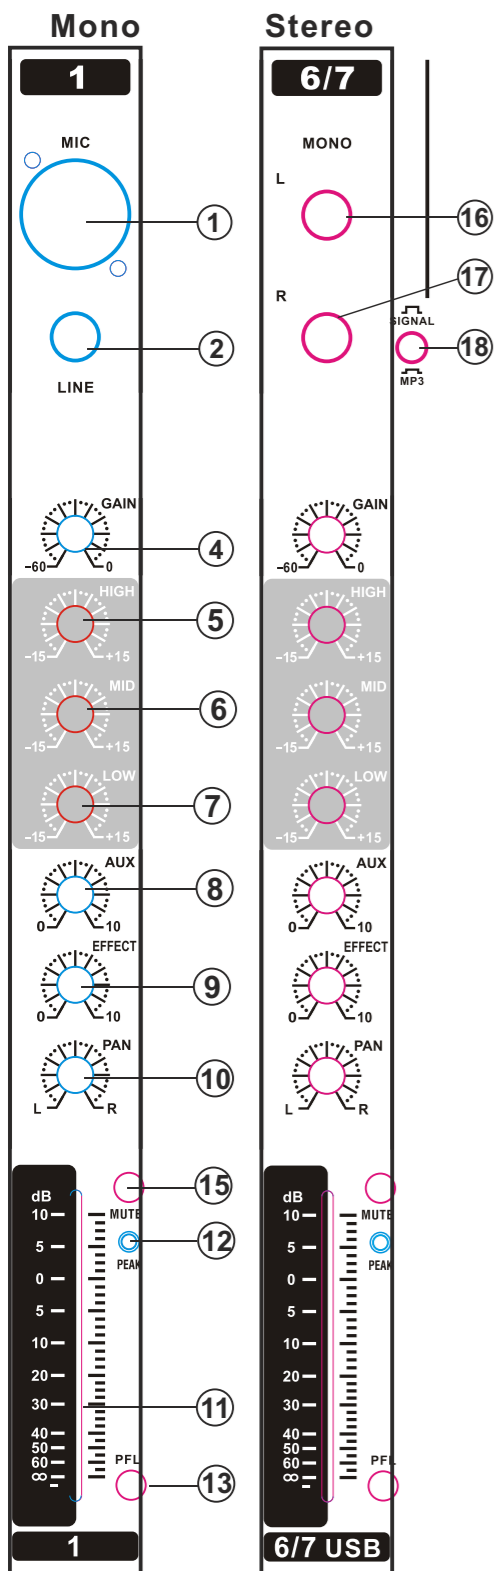 Mono Stereo
1 6/7
MIC MONO
L
1 16
R 17
SIGNAL
2 18
MP3
LINE
GAIN GAIN
4
-60 0 -60 0
HIGH HIGH
5
-15 +15 -15 +15
MID MID
6
-15 +15 -15 +15
LOW LOW
7
-15 +15 -15 +15
AUX AUX
8
0 10 0 10
EFFECT EFFECT
9
0 10 0 10
PAN PAN
10
L R L R
15
dB dB
10 MUTE 10 MUTE
12
5 5
PEAK PEAK
0 0
5 5
10 10
20 20
30 30
11
40 40
50 50
60 PFL 60 PFL
∞ ∞
13
1 6/7 USB